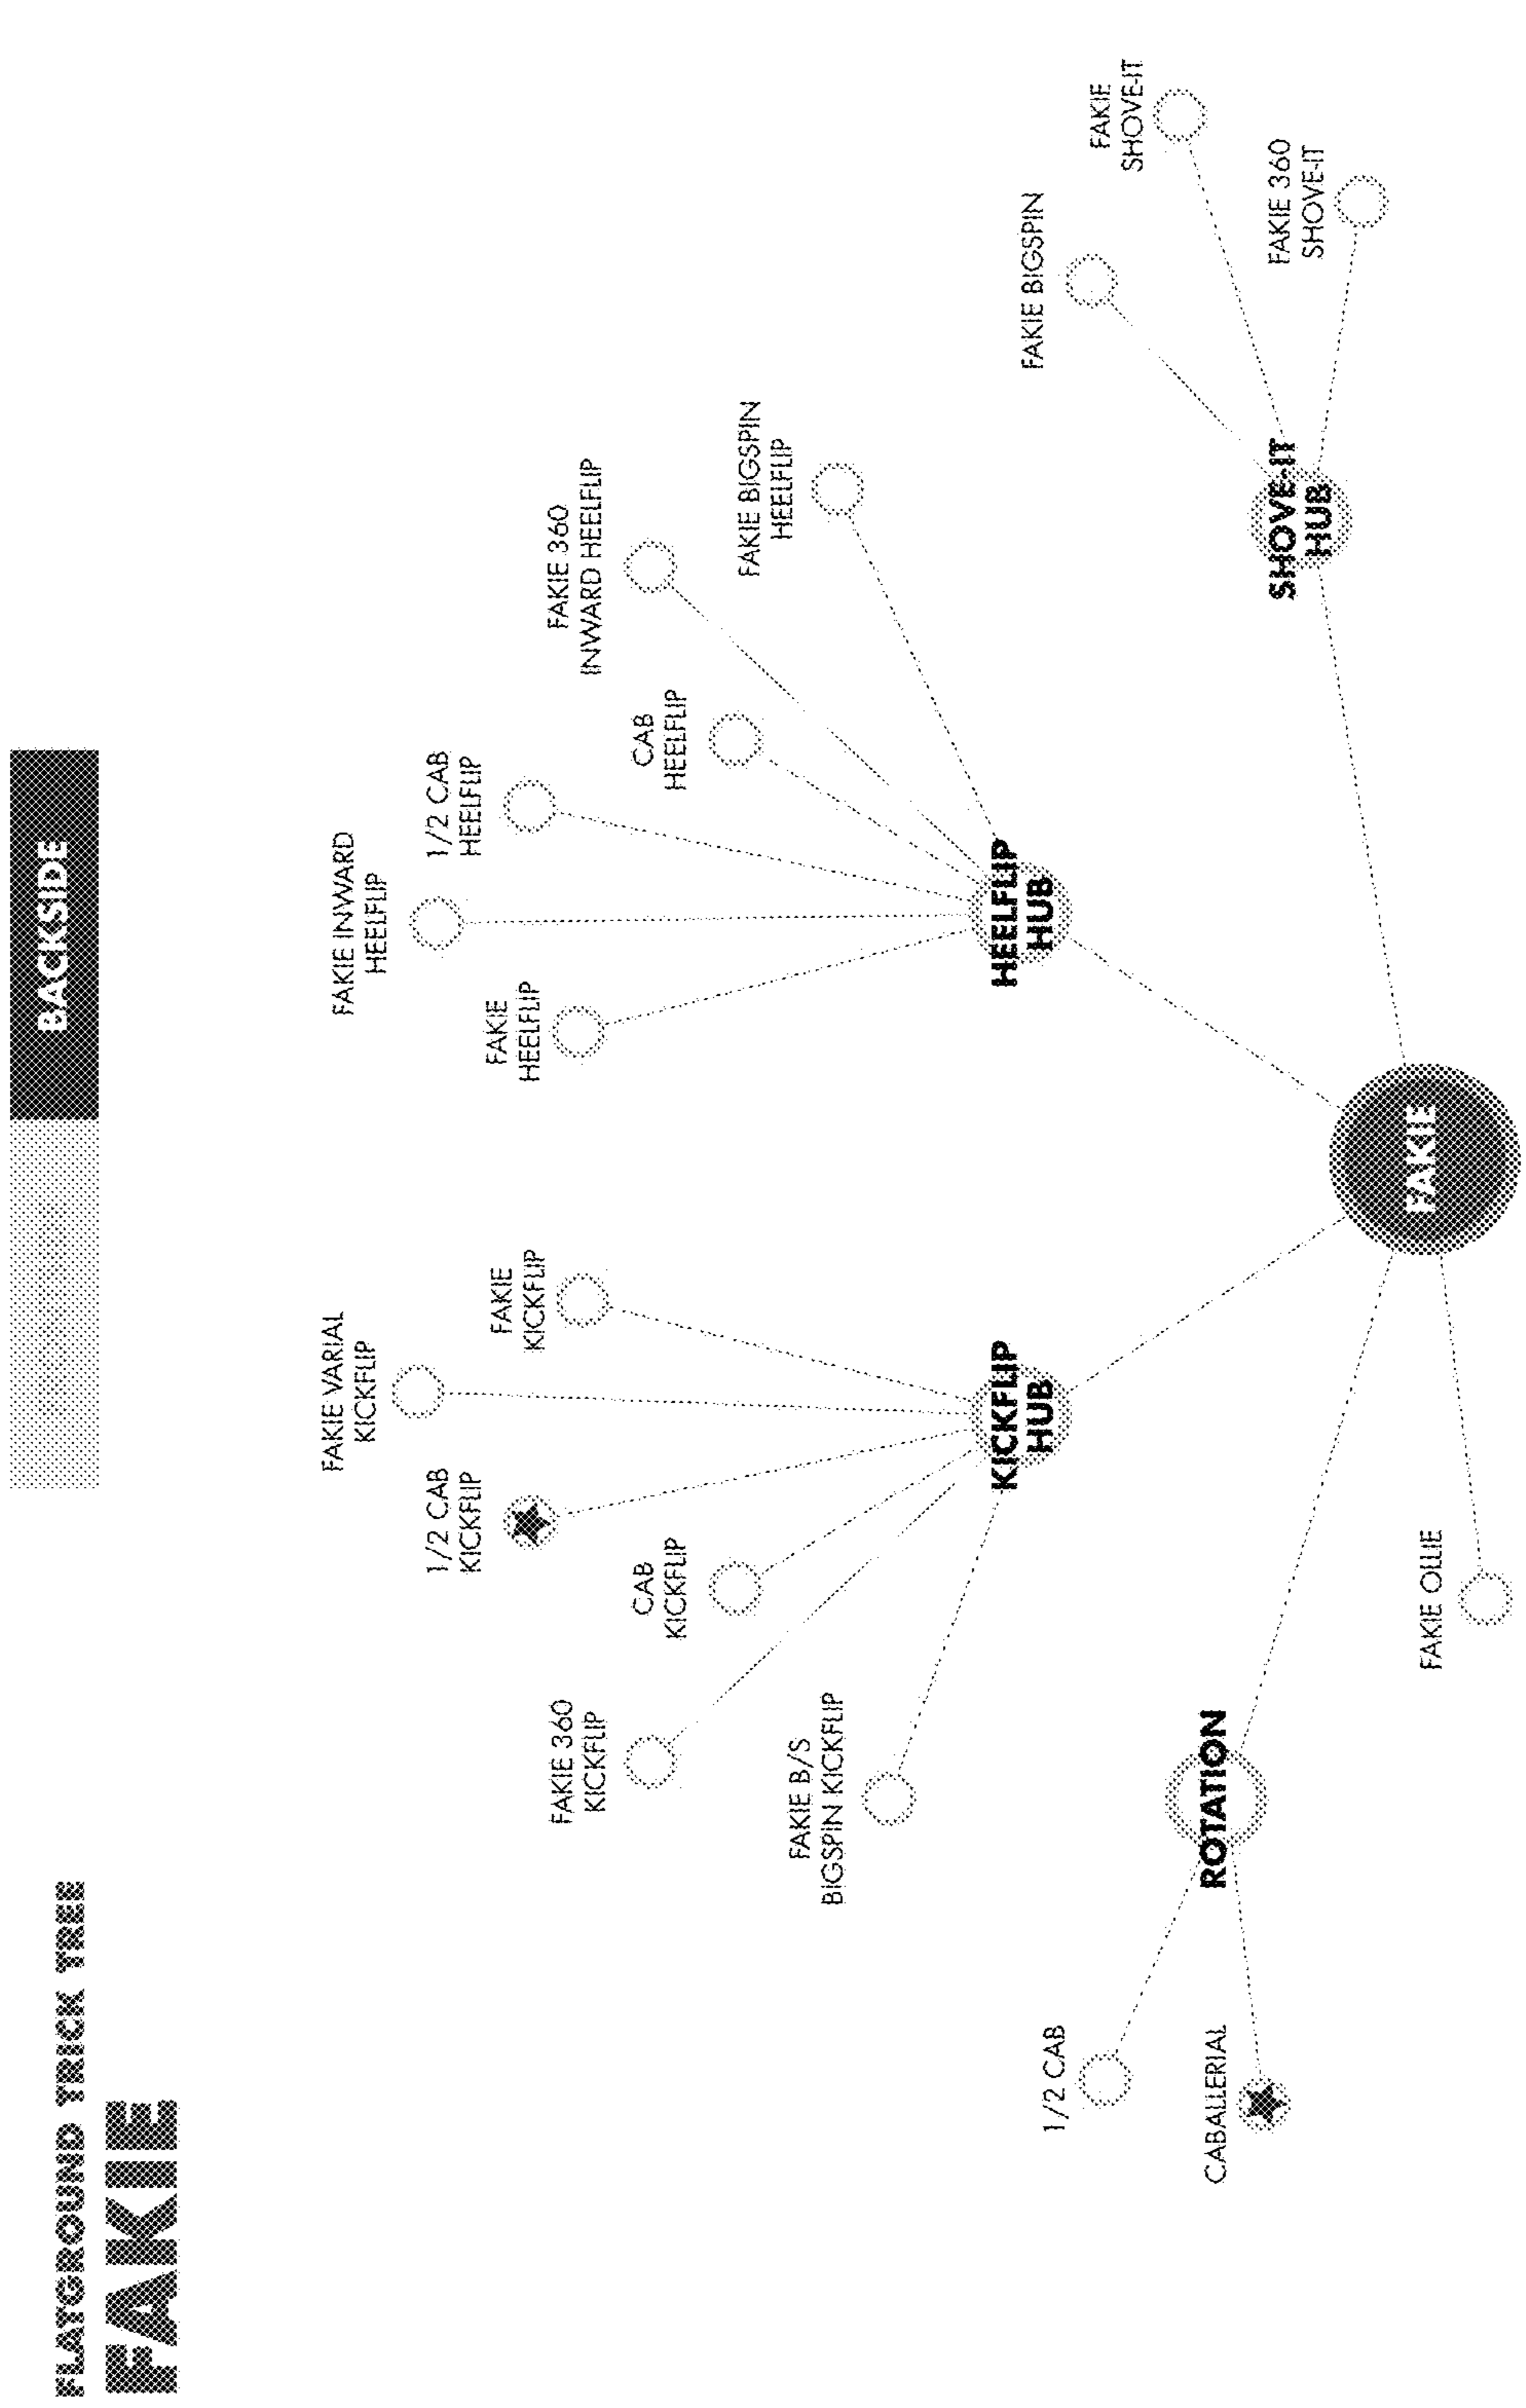 FLATGROUND TRICK TREE
FAKIE
BACKSIDE
FAKIE VARIAL
KICKFLIP
FAKIE INWARD
HEELFLIP
1/2 CAB
KICKFLIP
FAKIE
KICKFLIP
FAKIE
HEELFLIP
1/2 CAB
HEELFLIP
FAKIE 360
KICKFLIP
CAB
KICKFLIP
CAB
HEELFLIP
FAKIE 360
INWARD HEELFLIP
FAKIE B/S
BIGSPIN KICKFLIP
FAKIE BIGSPIN
HEELFLIP
KICKFLIP
HUB
HEELFLIP
HUB
FAKIE BIGSPIN
FAKIE
SHOVE-IT
1/2 CAB
CABALLERIAL
ROTATION
SHOVE-IT
HUB
FAKIE 360
SHOVE-IT
FAKIE OLLIE
FAKIE